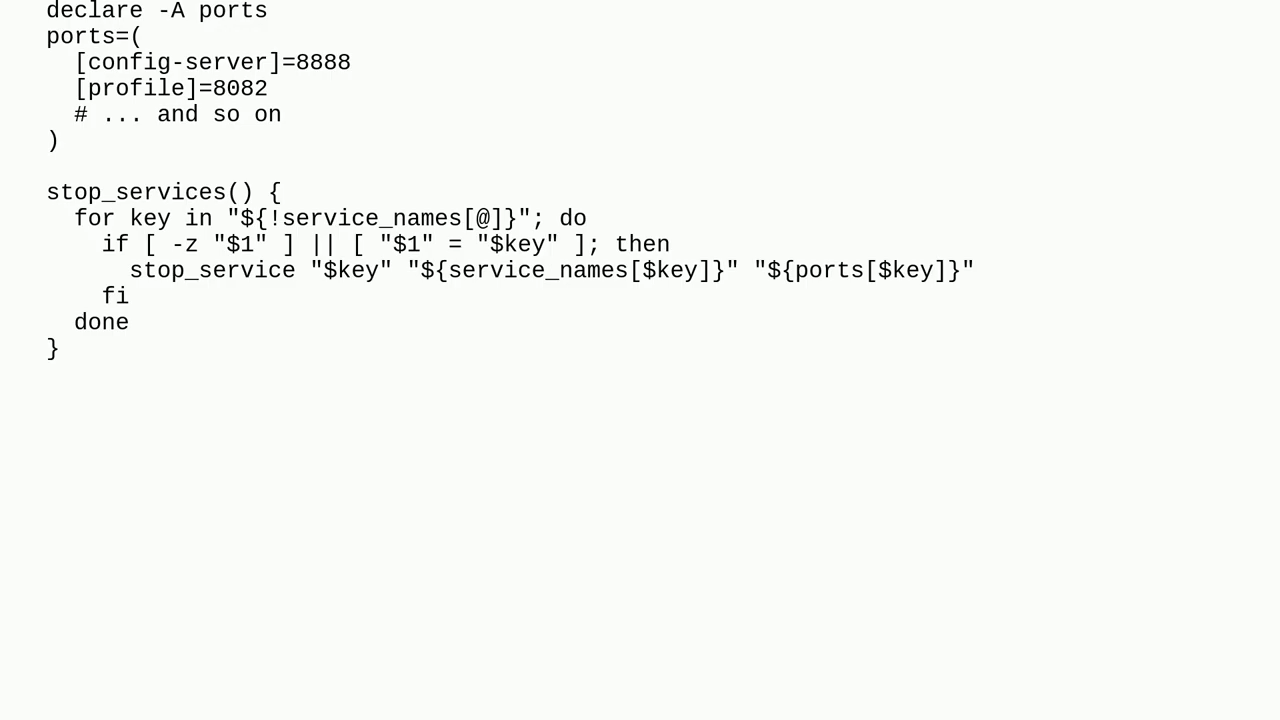 declare -A ports
ports=(
  [config-server]=8888
  [profile]=8082
  # ... and so on
)

stop_services() {
  for key in "${!service_names[@]}"; do
    if [ -z "$1" ] || [ "$1" = "$key" ]; then
      stop_service "$key" "${service_names[$key]}" "${ports[$key]}"
    fi
  done
}